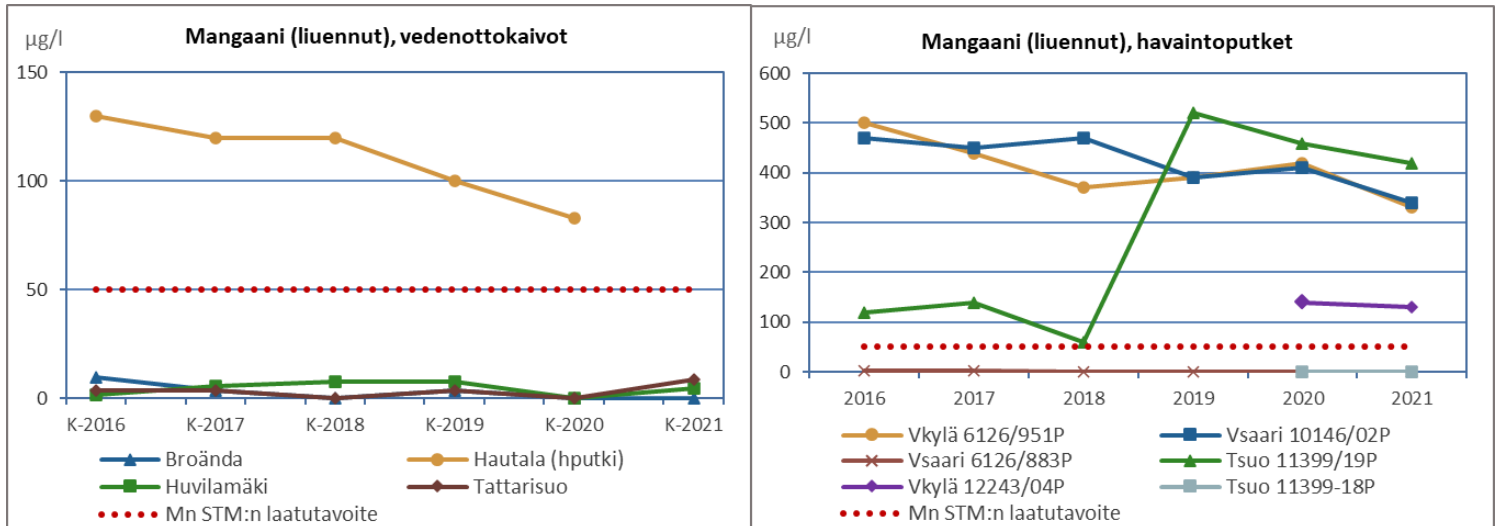 Mangaani (liuennut), vedenottokaivot
µg/l
150
100
50
0
K-2016 K-2017 K-2018 K-2019 K-2020 K-2021
Broända Hautala (hputki)
Huvilamäki Tattarisuo
Mn STM:n laatutavoite
Mangaani (liuennut), havaintoputket
µg/l
600
500
400
300
200
100
0
2016 2017 2018 2019 2020 2021
Vkylä 6126/951P Vsaari 10146/02P
Vsaari 6126/883P Tsuo 11399/19P
Vkylä 12243/04P Tsuo 11399-18P
Mn STM:n laatutavoite